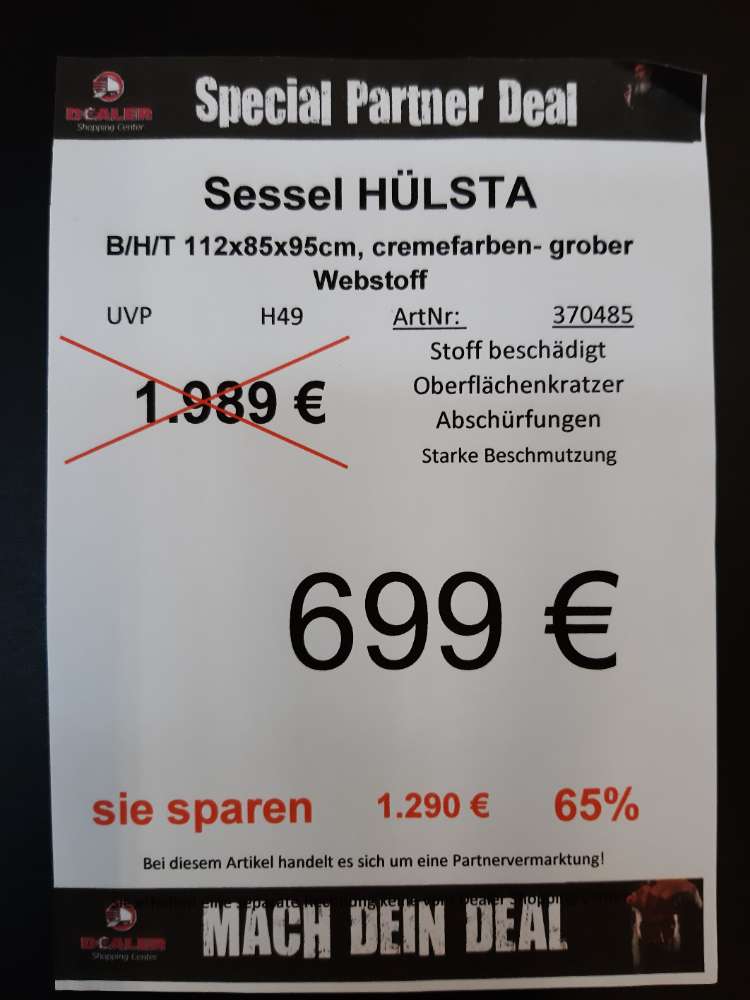 DEALER
Shopping Center
Special Partner Deal
Sessel HÜLSTA
B/H/T 112x85x95cm, cremefarben- grober
Webstoff
UVP H49 ArtNr: 370485
Stoff beschädigt
1.989 €
Oberflächenkratzer
Abschürfungen
Starke Beschmutzung
699 €
sie sparen 1.290 € 65%
Bei diesem Artikel handelt es sich um eine Partnervermarktung!
MACH DEIN DEAL
DEALER
Shopping Center